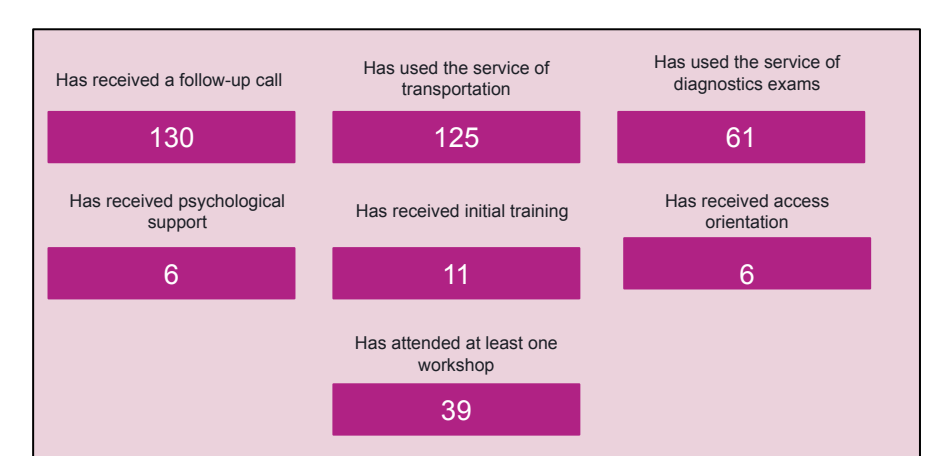 Has received a follow-up call
130
Has used the service of
transportation
125
Has used the service of
diagnostics exams
61
Has received psychological
support
6
Has received initial training
11
Has received access
orientation
6
Has attended at least one
workshop
39